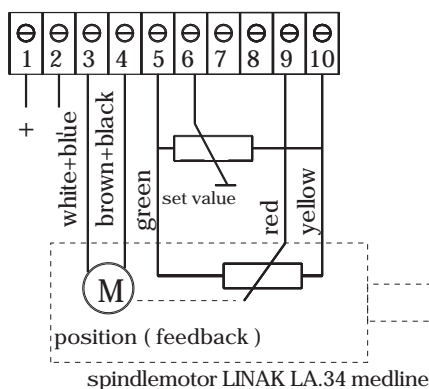 1 2 3 4 5 6 7 8 9 10
+ -
white+blue
brown+black
green
set value
red
yellow
M
position ( feedback )
spindlemotor LINAK LA.34 medline